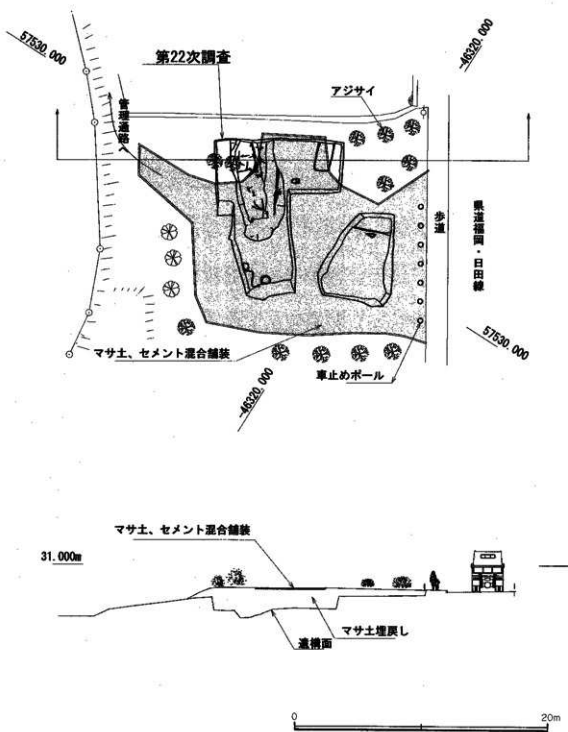 57530.000
第22次調査
-46320.000
アジサイ
管理通路へ
歩道
県道福岡・日田線
マサ土、セメント混合舗装
57530.000
車止めポール
-46320.000
マサ土、セメント混合舗装
31.000m
マサ土埋戻し
遺構面
0
20m